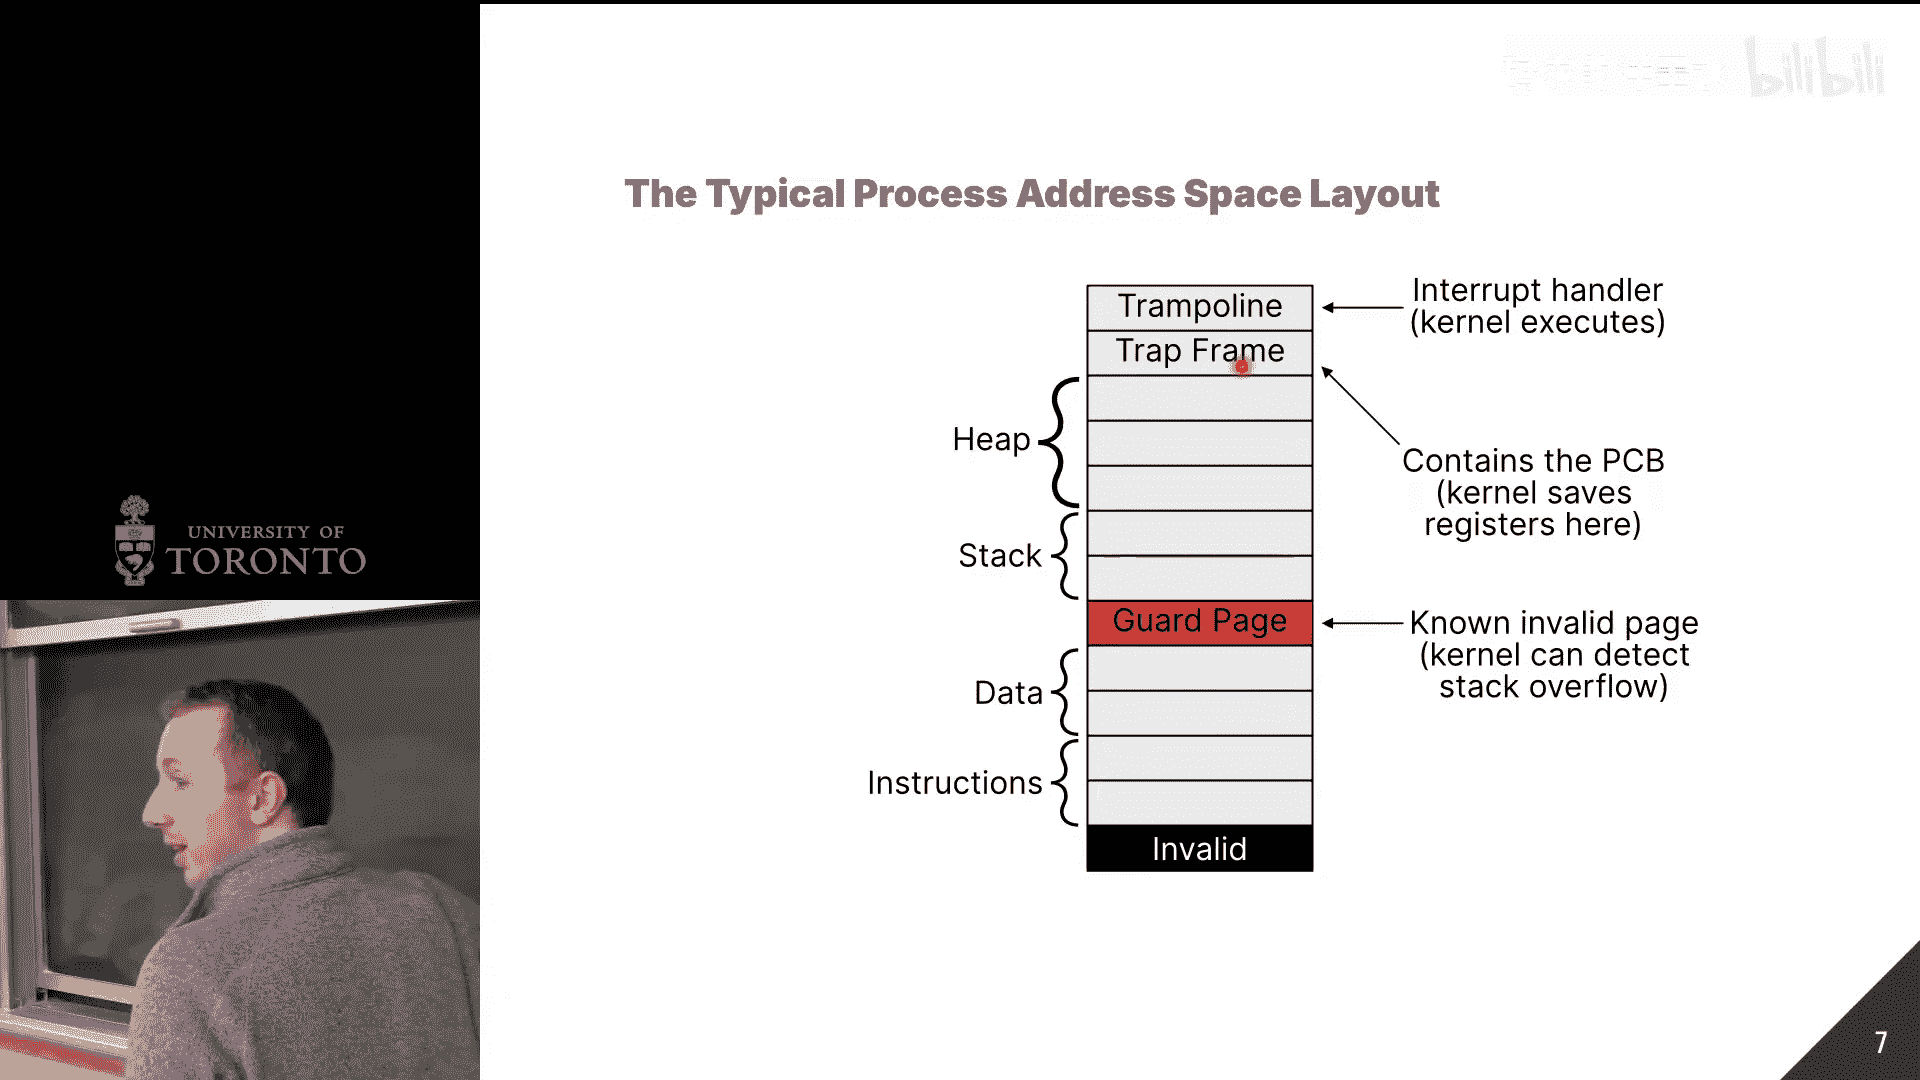 bilibili
The Typical Process Address Space Layout
Trampoline
Interrupt handler
(kernel executes)
Trap Frame
Heap
Contains the PCB
(kernel saves
registers here)
Stack
Guard Page
Known invalid page
(kernel can detect
stack overflow)
Data
Instructions
Invalid
UNIVERSITY OF
TORONTO
7